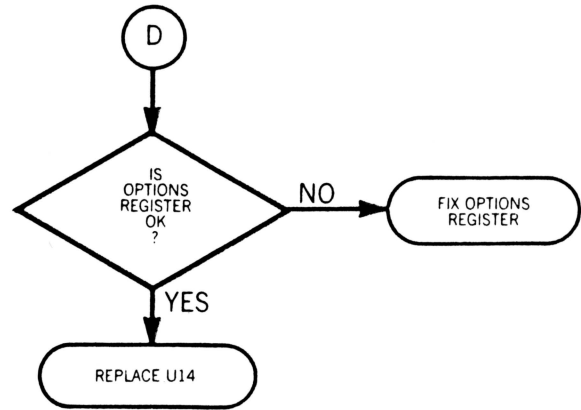 D
IS
OPTIONS
REGISTER
OK
?
NO
FIX OPTIONS
REGISTER
YES
REPLACE U14